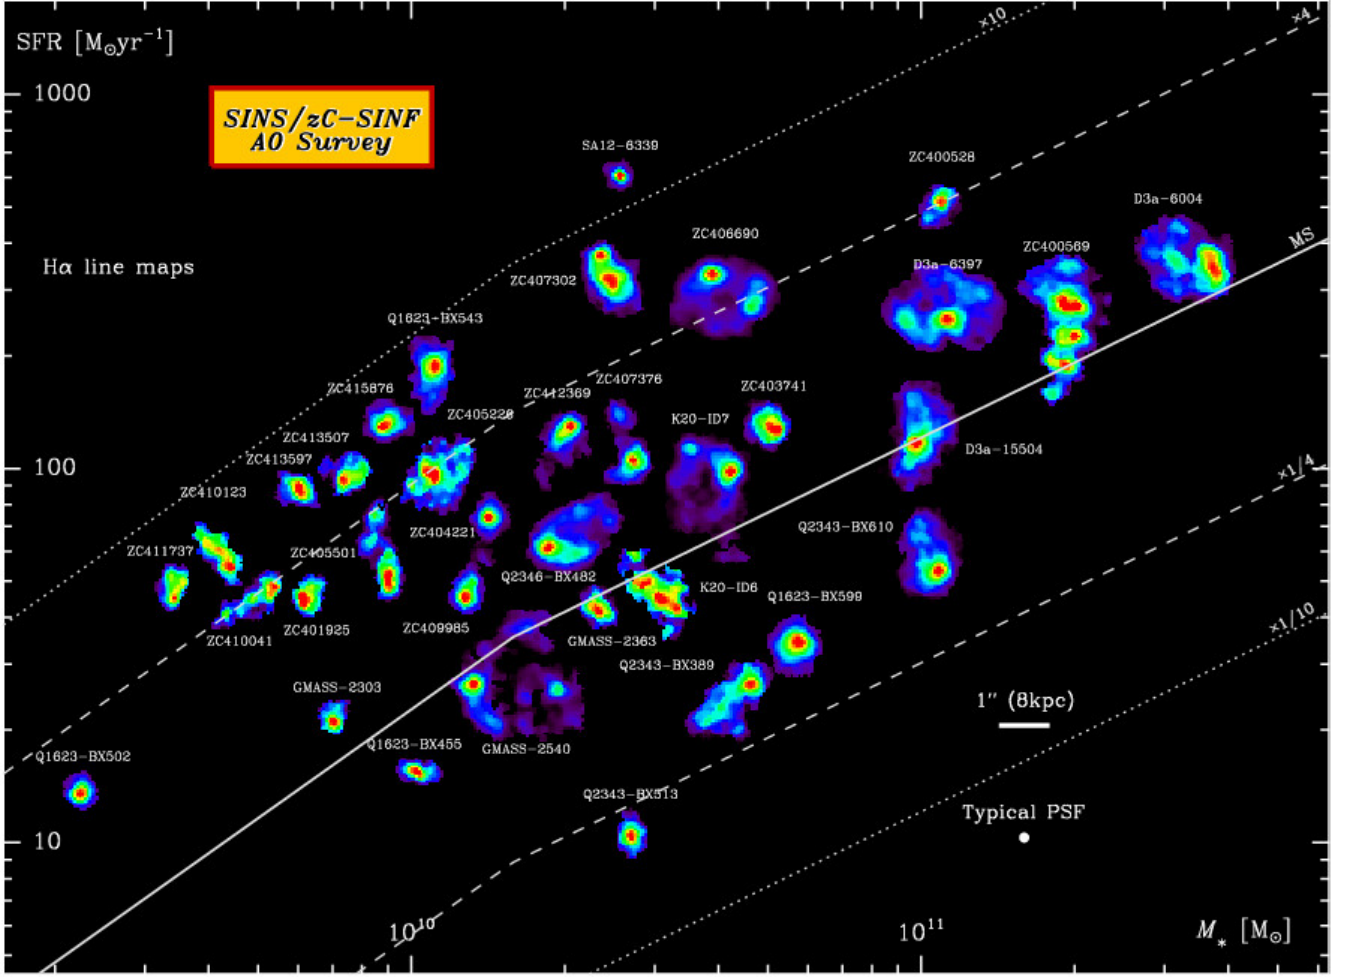 ×10
×4
SFR [M⊙yr⁻¹]
1000
SINS/zC-SINF
AO Survey
SA12-6339
ZC400528
D3a-6004
ZC406690
MS
ZC400569
Hα line maps
D3a-6397
ZC407302
Q1623-BX543
ZC407376
ZC415876
ZC412369
ZC403741
ZC405226
K20-ID7
ZC413507
D3a-15504
ZC413597
100
×1/4
ZC410123
Q2343-BX610
ZC404221
ZC411737
ZC405501
Q2346-BX482
K20-ID6
Q1623-BX599
×1/10
ZC401925
ZC409985
ZC410041
GMASS-2363
Q2343-BX389
GMASS-2303
1″ (8kpc)
Q1623-BX455
GMASS-2540
Q1623-BX502
Q2343-BX513
Typical PSF
10
10¹⁰
10¹¹
M* [M⊙]